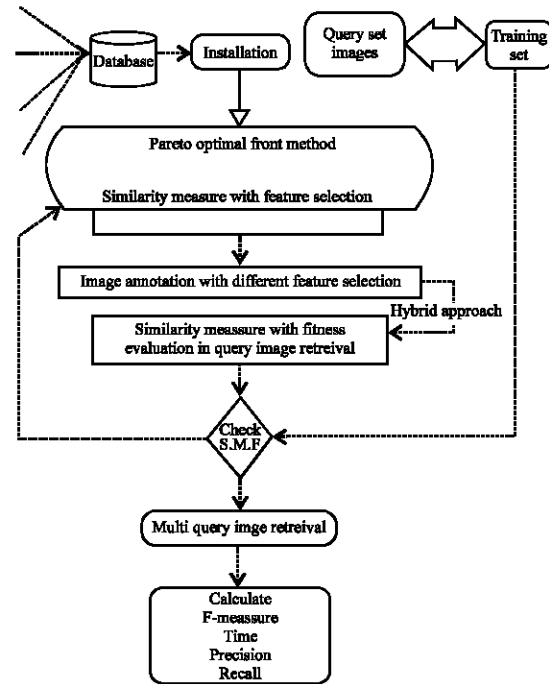 Database
Installation
Query set
images
Training
set
Pareto optimal front method
Similarity measure with feature selection
Image annotation with different feature selection
Hybrid approach
Similarity meassure with fitness
evaluation in query image retreival
Check
S.M.F
Multi query imge retreival
Calculate
F-meassure
Time
Precision
Recall